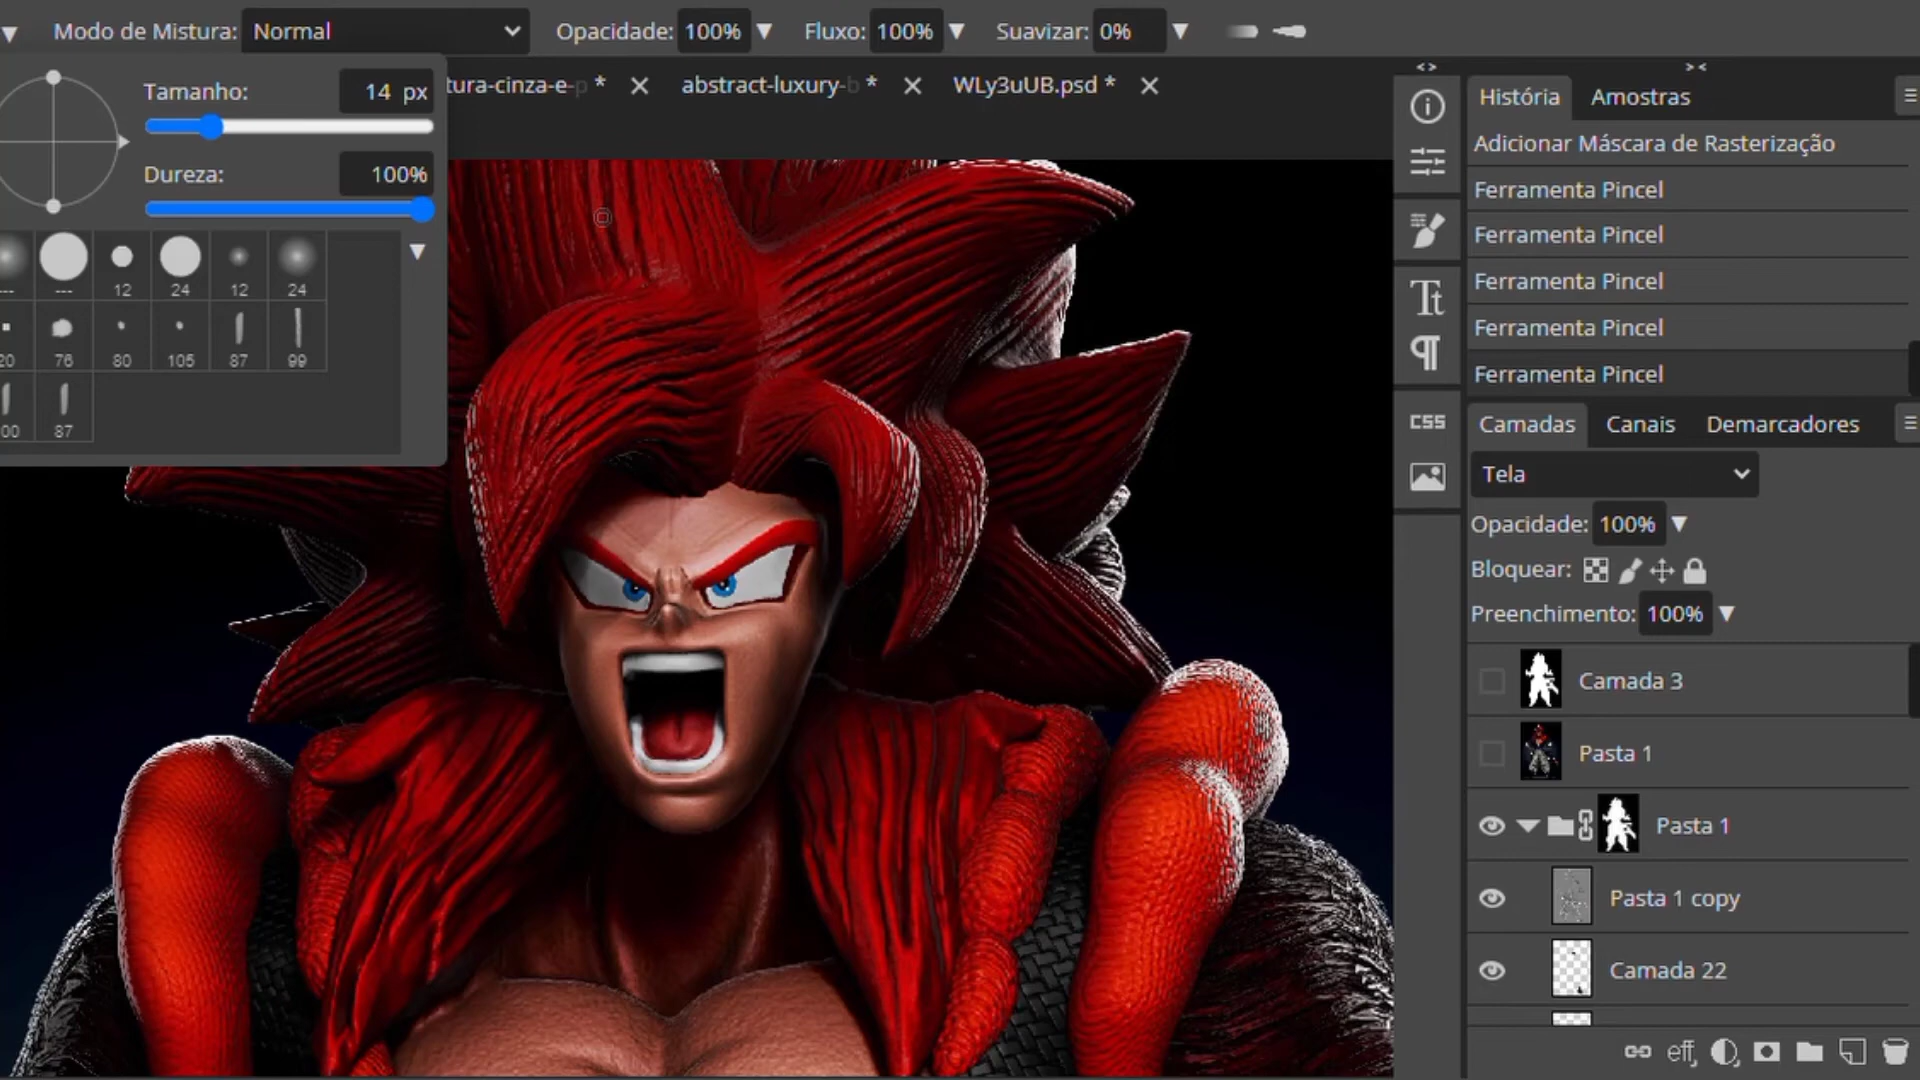 Modo de Mistura: Normal Opacidade: 100% Fluxo: 100% Suavizar: 0%
tura-cinza-e-p * abstract-luxury-b * WLy3uUB.psd *
Tamanho: 14 px
Dureza: 100%
--- --- 12 24 12 24
20 76 80 105 87 99
00 87
História Amostras
Adicionar Máscara de Rasterização
Ferramenta Pincel
Ferramenta Pincel
Ferramenta Pincel
Ferramenta Pincel
Ferramenta Pincel
CSS
Camadas Canais Demarcadores
Tela
Opacidade: 100%
Bloquear:
Preenchimento: 100%
Camada 3
Pasta 1
Pasta 1
Pasta 1 copy
Camada 22
eff